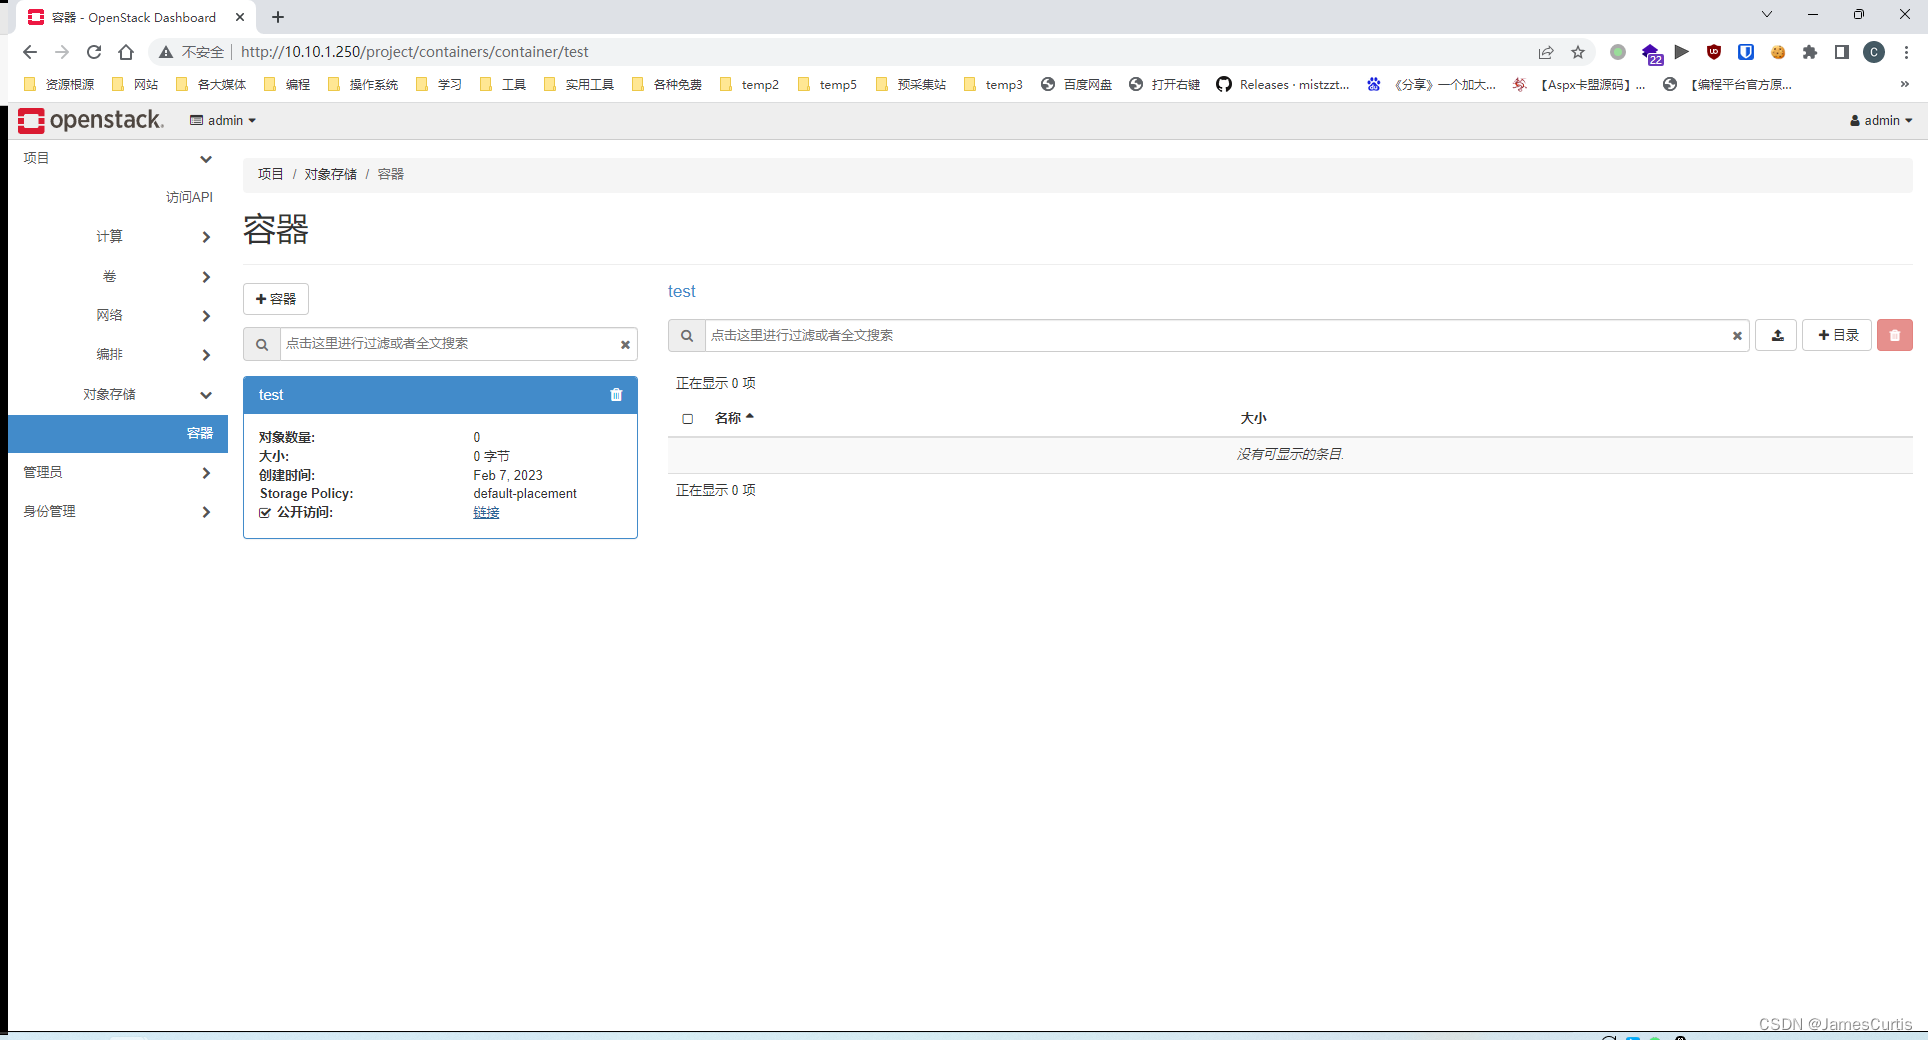 容器 - OpenStack Dashboard
不安全 http://10.10.1.250/project/containers/container/test
22
C
资源根源 网站 各大媒体 编程 操作系统 学习 工具 实用工具 各种免费 temp2 temp5 预采集站 temp3 百度网盘 打开右键 Releases · mistzzt... 《分享》一个加大... 【Aspx卡盟源码】... 【编程平台官方原... »
openstack. admin admin
项目
访问API
计算
卷
网络
编排
对象存储
容器
管理员
身份管理
项目 / 对象存储 / 容器
容器
容器
点击这里进行过滤或者全文搜索
test
对象数量: 0
大小: 0 字节
创建时间: Feb 7, 2023
Storage Policy: default-placement
公开访问: 链接
test
点击这里进行过滤或者全文搜索 目录
正在显示 0 项
名称 大小
没有可显示的条目.
正在显示 0 项
CSDN @JamesCurtis